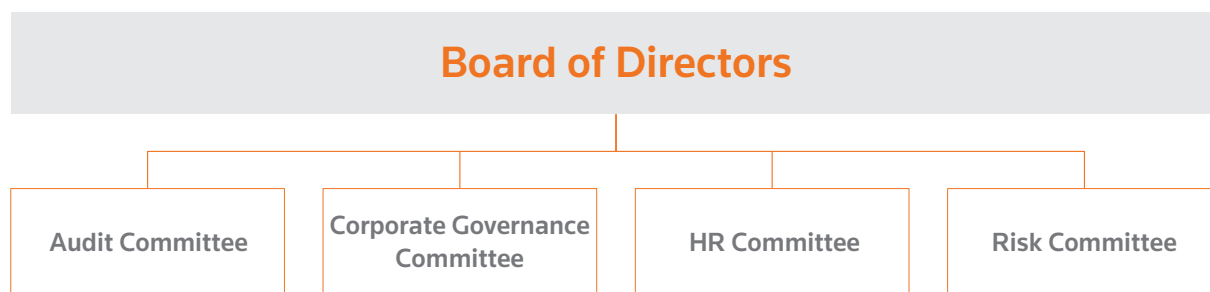 Board of Directors
Audit Committee
Corporate Governance
Committee
HR Committee
Risk Committee